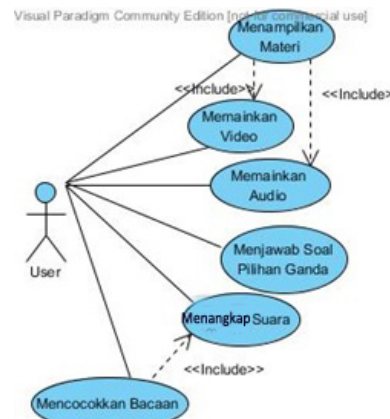 Visual Paradigm Community Edition [not for commercial use]
Menampilkan
Materi
<<Include>>
<<Include>
Memainkan
Video
Memainkan
Audio
User
Menjawab Soal
Pilihan Ganda
Menangkap Suara
<<Include>>
Mencocokkan Bacaan